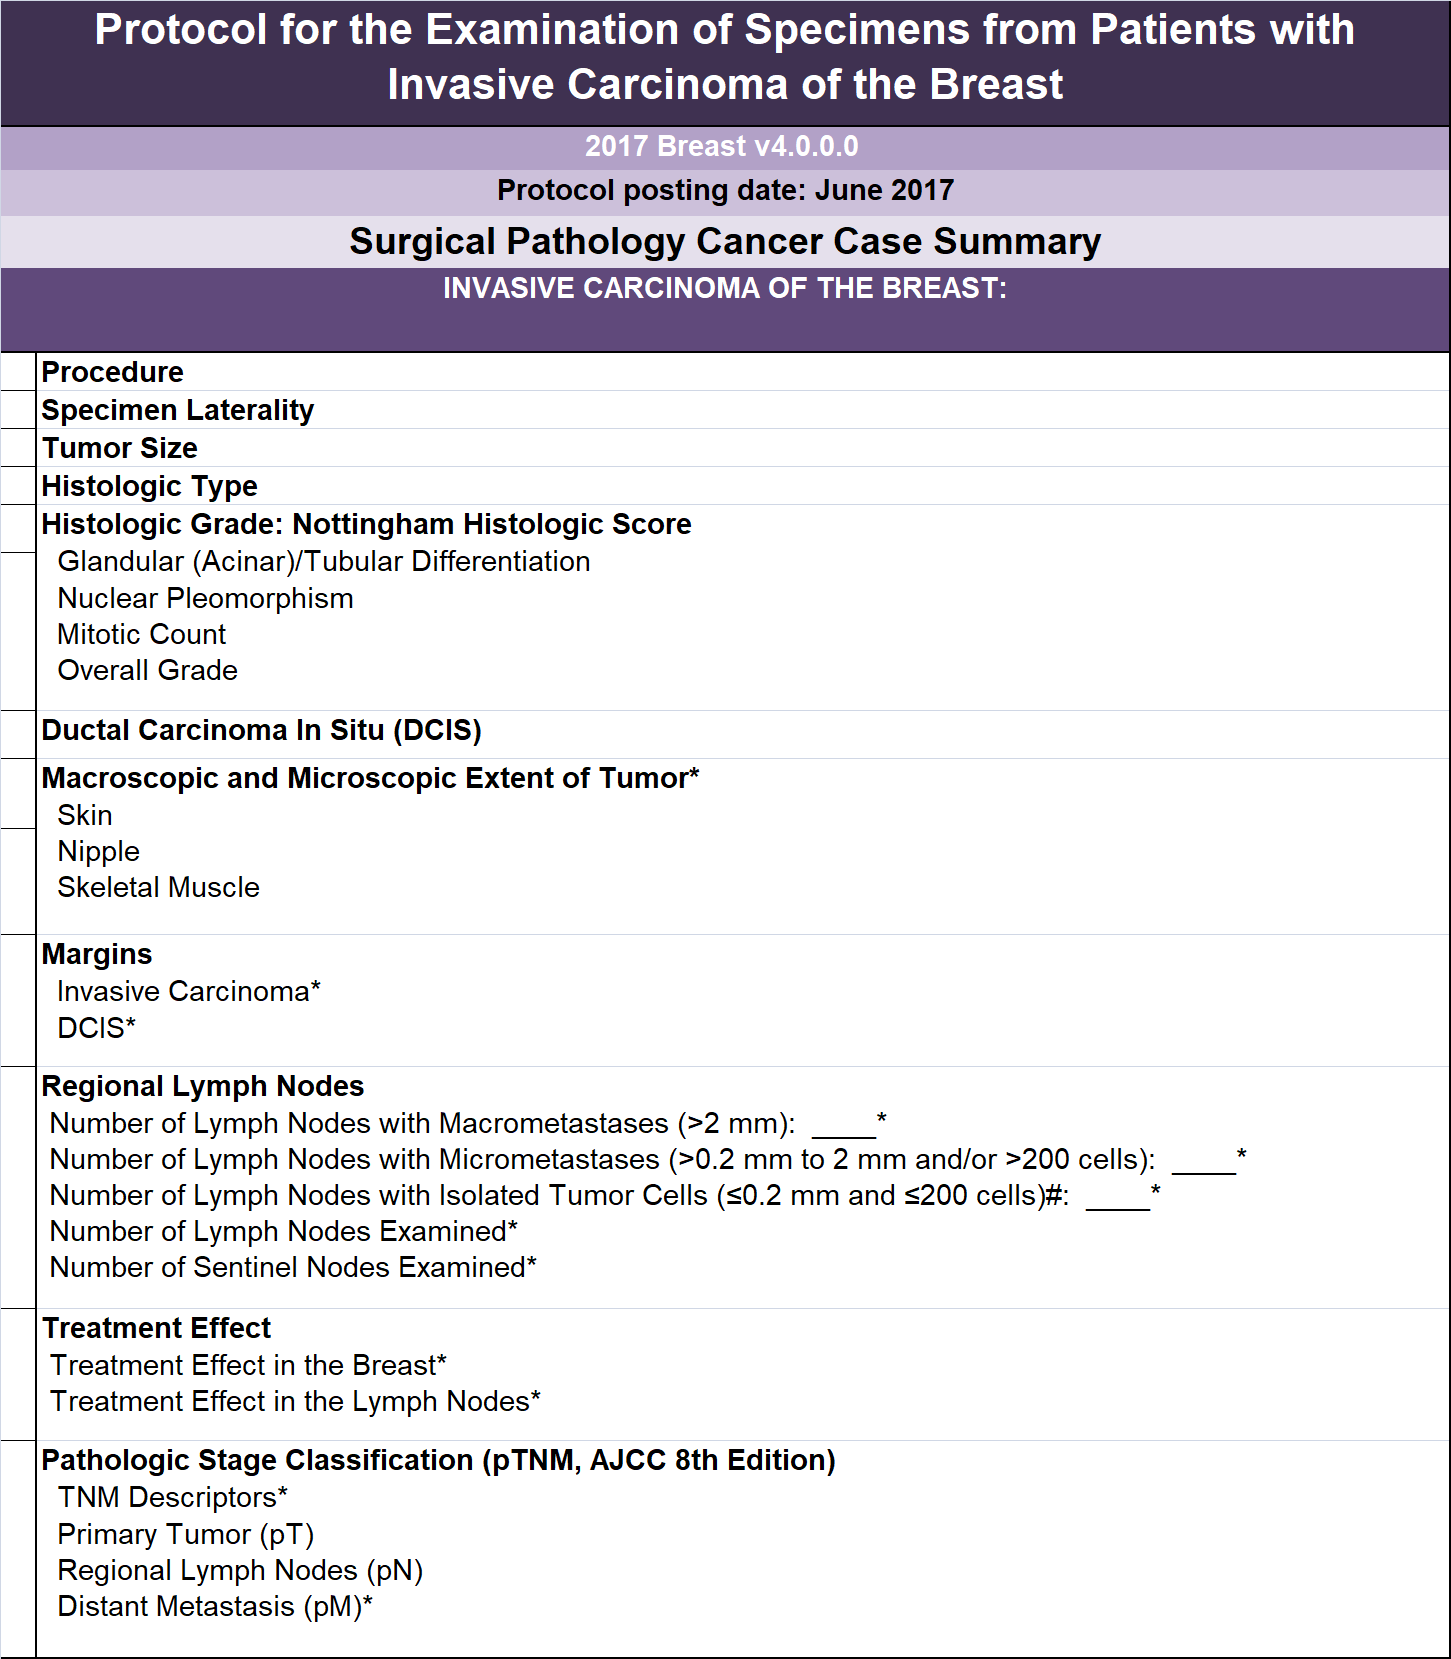 Protocol for the Examination of Specimens from Patients with
Invasive Carcinoma of the Breast
2017 Breast v4.0.0.0
Protocol posting date: June 2017
Surgical Pathology Cancer Case Summary
INVASIVE CARCINOMA OF THE BREAST:
Procedure
Specimen Laterality
Tumor Size
Histologic Type
Histologic Grade: Nottingham Histologic Score
Glandular (Acinar)/Tubular Differentiation
Nuclear Pleomorphism
Mitotic Count
Overall Grade
Ductal Carcinoma In Situ (DCIS)
Macroscopic and Microscopic Extent of Tumor*
Skin
Nipple
Skeletal Muscle
Margins
Invasive Carcinoma*
DCIS*
Regional Lymph Nodes
Number of Lymph Nodes with Macrometastases (>2 mm): ____*
Number of Lymph Nodes with Micrometastases (>0.2 mm to 2 mm and/or >200 cells): ____*
Number of Lymph Nodes with Isolated Tumor Cells (≤0.2 mm and ≤200 cells)#: ____*
Number of Lymph Nodes Examined*
Number of Sentinel Nodes Examined*
Treatment Effect
Treatment Effect in the Breast*
Treatment Effect in the Lymph Nodes*
Pathologic Stage Classification (pTNM, AJCC 8th Edition)
TNM Descriptors*
Primary Tumor (pT)
Regional Lymph Nodes (pN)
Distant Metastasis (pM)*